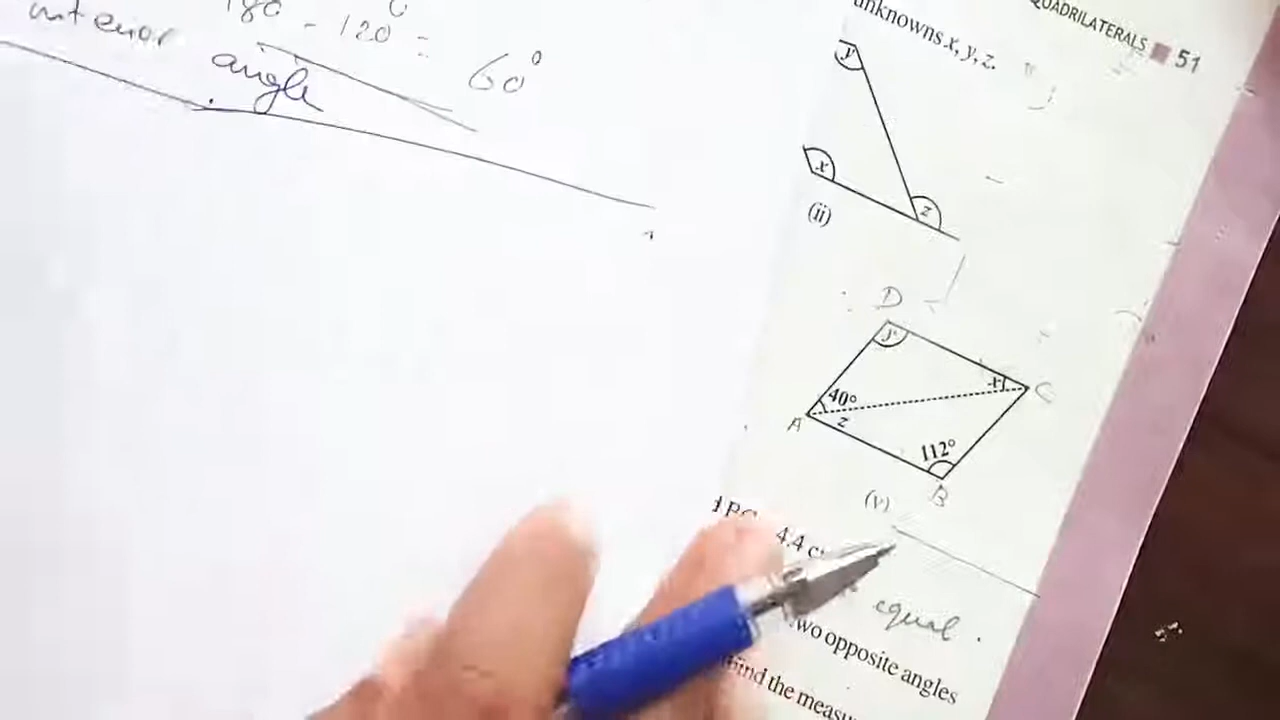 180 - 120° =
interior
angle
60°
QUADRILATERALS 51
unknowns x, y, z.
y
x
z
(ii)
D
y
x
C
40°
A
z
112°
B
(v)
4.4 c
equal.
two opposite angles
find the measu